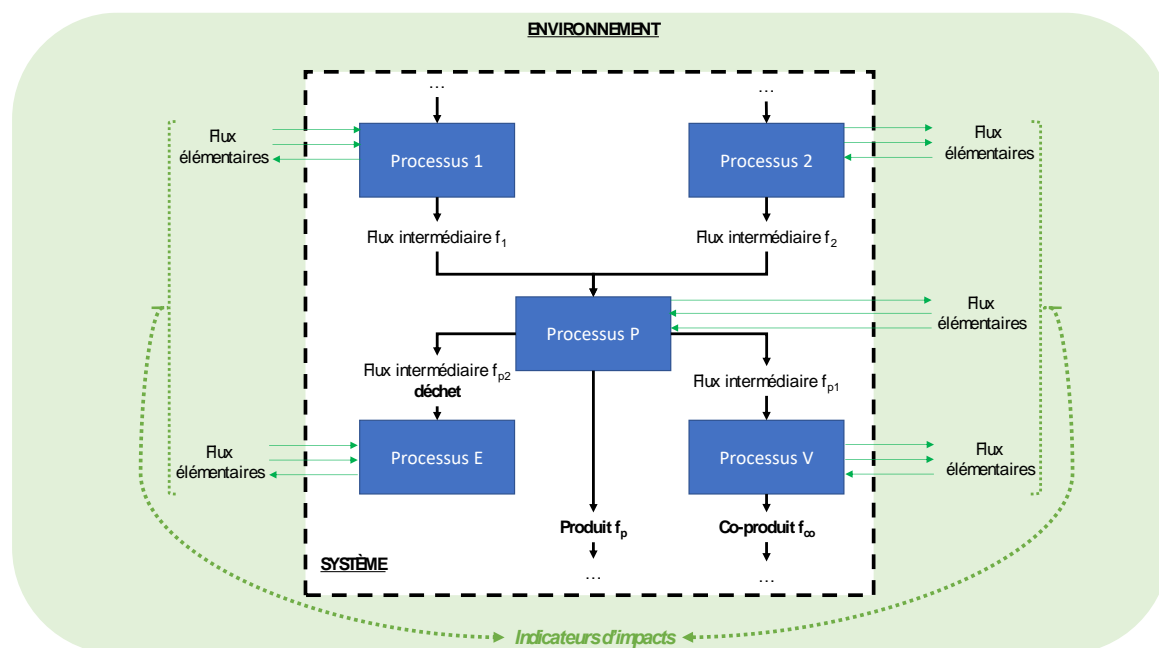 ENVIRONNEMENT
…
…
Flux
élémentaires
Processus 1
Processus 2
Flux
élémentaires
Flux intermédiaire f1
Flux intermédiaire f2
Processus P
Flux
élémentaires
Flux intermédiaire fp2
déchet
Flux intermédiaire fp1
Flux
élémentaires
Processus E
Processus V
Flux
élémentaires
Produit fp
Co-produit fco
SYSTÈME
…
…
Indicateurs d'impacts